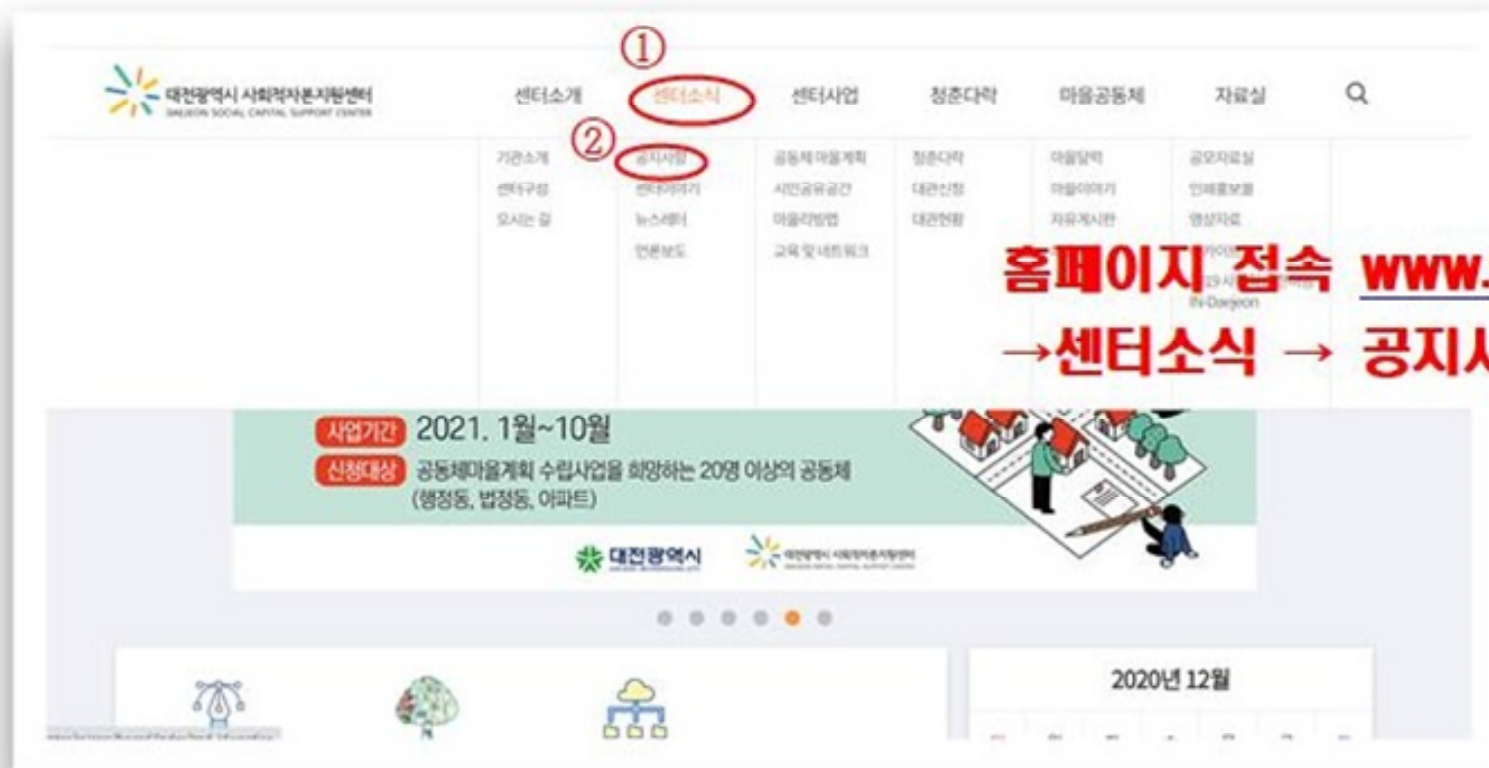 ①
대전광역시 사회적자본지원센터
DAEJEON SOCIAL CAPITAL SUPPORT CENTER
센터소개 센터소식 센터사업 청춘다락 마을공동체 자료실
②
기관소개 공지사항 공동체 마을계획 청춘다락 마을달력 공모자료실
센터구성 센터이야기 시민공유공간 대관신청 마을이야기 인쇄홍보물
오시는 길 뉴스레터 마을리빙랩 대관현황 자유게시판 영상자료
언론보도 교육 및 네트워크
홈페이지 접속 www.
IN-Daejeon
→센터소식 → 공지사
사업기간 2021. 1월~10월
신청대상 공동체마을계획 수립사업을 희망하는 20명 이상의 공동체
(행정동, 법정동, 아파트)
대전광역시 대전광역시 사회적자본지원센터
2020년 12월